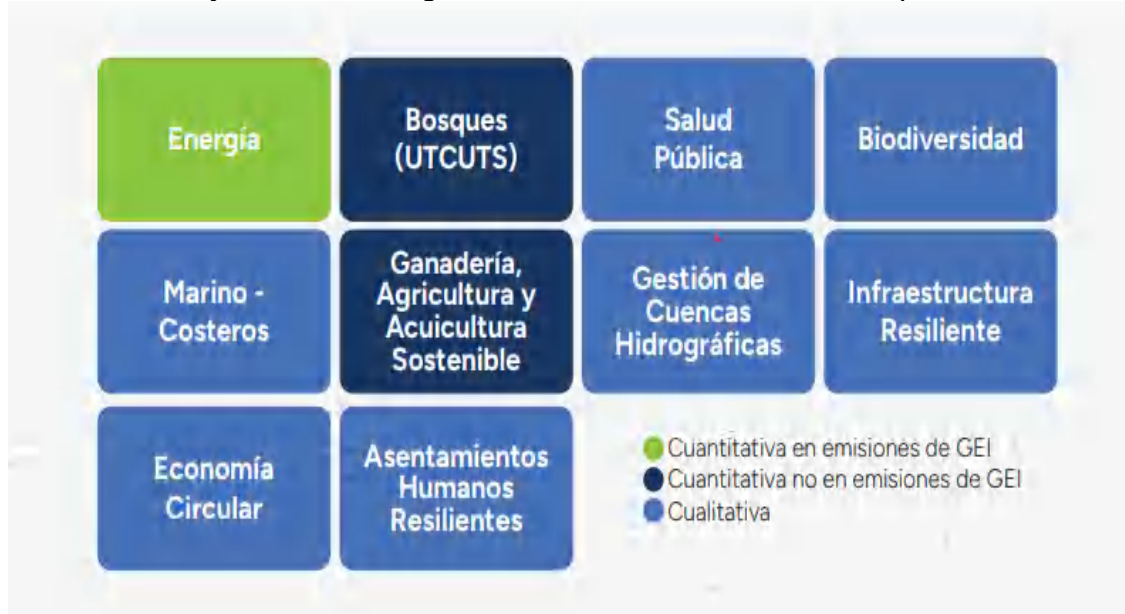 Energía
Bosques
(UTCUTS)
Salud
Pública
Biodiversidad
Marino -
Costeros
Ganadería,
Agricultura y
Acuicultura
Sostenible
Gestión de
Cuencas
Hidrográficas
Infraestructura
Resiliente
Economía
Circular
Asentamientos
Humanos
Resilientes
Cuantitativa en emisiones de GEI
Cuantitativa no en emisiones de GEI
Cualitativa